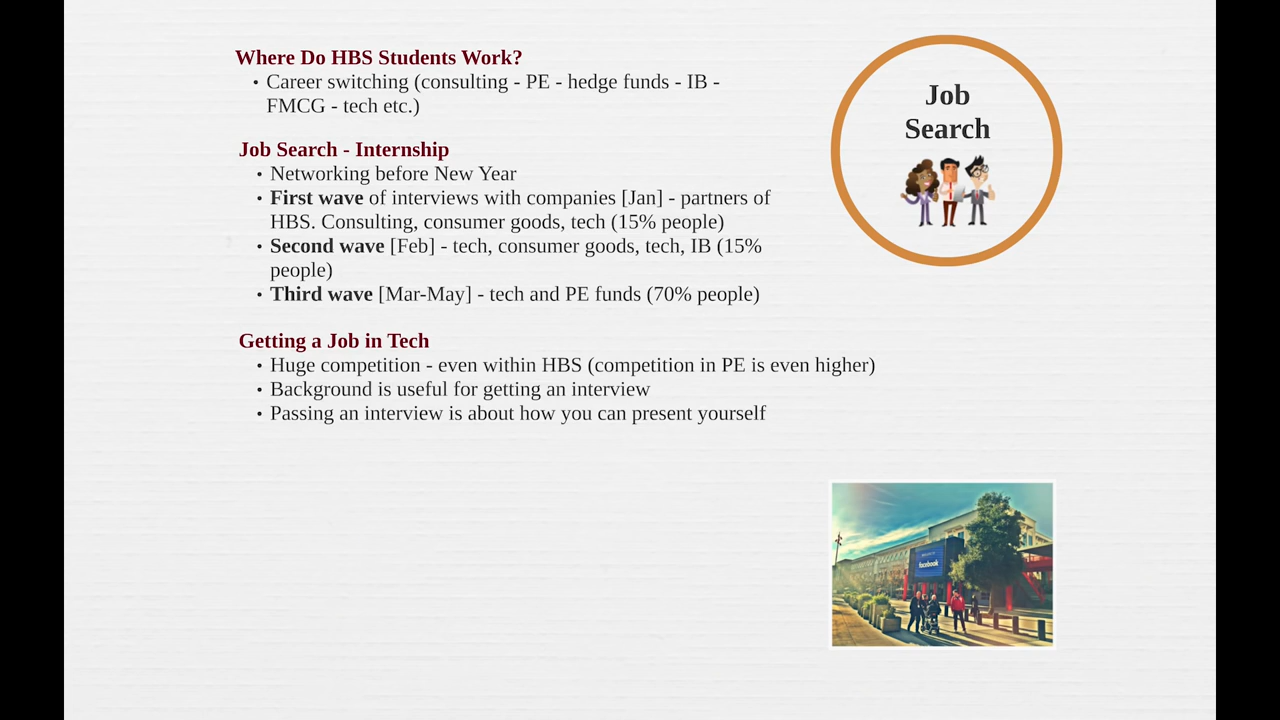 Where Do HBS Students Work?
• Career switching (consulting - PE - hedge funds - IB -
FMCG - tech etc.)
Job Search - Internship
• Networking before New Year
• First wave of interviews with companies [Jan] - partners of
HBS. Consulting, consumer goods, tech (15% people)
• Second wave [Feb] - tech, consumer goods, tech, IB (15%
people)
• Third wave [Mar-May] - tech and PE funds (70% people)
Getting a Job in Tech
• Huge competition - even within HBS (competition in PE is even higher)
• Background is useful for getting an interview
• Passing an interview is about how you can present yourself
Job
Search
facebook